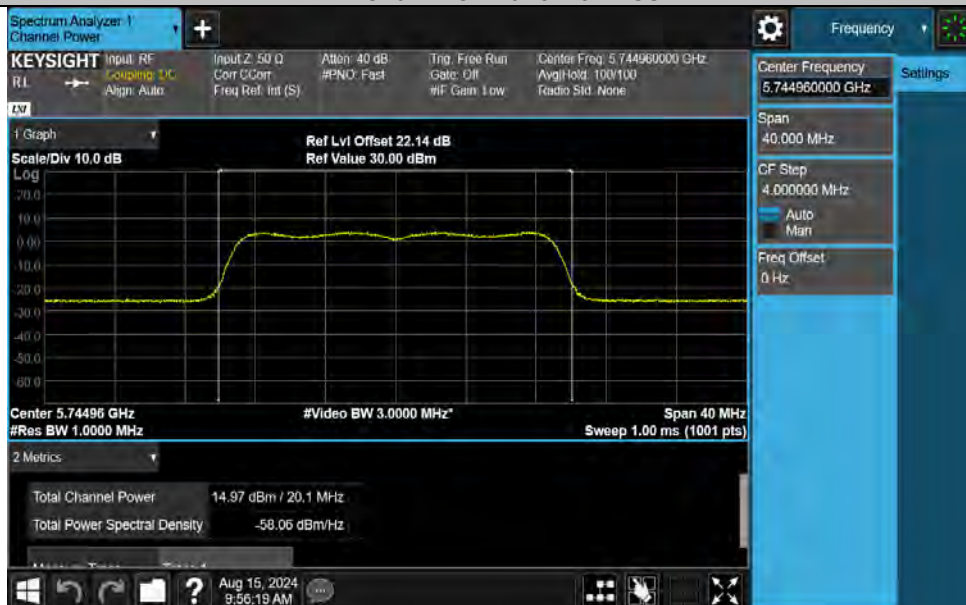 Spectrum Analyzer 1
Channel Power
+
Frequency
KEYSIGHT
Input: RF
Coupling: DC
Align: Auto
Input Z: 50 Ω
Corr CCorr
Freq Ref: Int (S)
Atten: 40 dB
#PNO: Fast
Trig: Free Run
Gate: Off
#IF Gain: Low
Center Freq: 5.744960000 GHz
Avg|Hold: 100/100
Radio Std: None
LXI
Center Frequency
5.744960000 GHz
Settings
Span
40.000 MHz
CF Step
4.000000 MHz
Auto
Man
Freq Offset
0 Hz
1 Graph
Scale/Div 10.0 dB
Ref Lvl Offset 22.14 dB
Ref Value 30.00 dBm
Log
20.0
10.0
0.00
-10.0
-20.0
-30.0
-40.0
-50.0
-60.0
Center 5.74496 GHz
#Video BW 3.0000 MHz*
Span 40 MHz
#Res BW 1.0000 MHz
Sweep 1.00 ms (1001 pts)
2 Metrics
Total Channel Power 14.97 dBm / 20.1 MHz
Total Power Spectral Density -58.06 dBm/Hz
?
Aug 15, 2024
9:56:19 AM